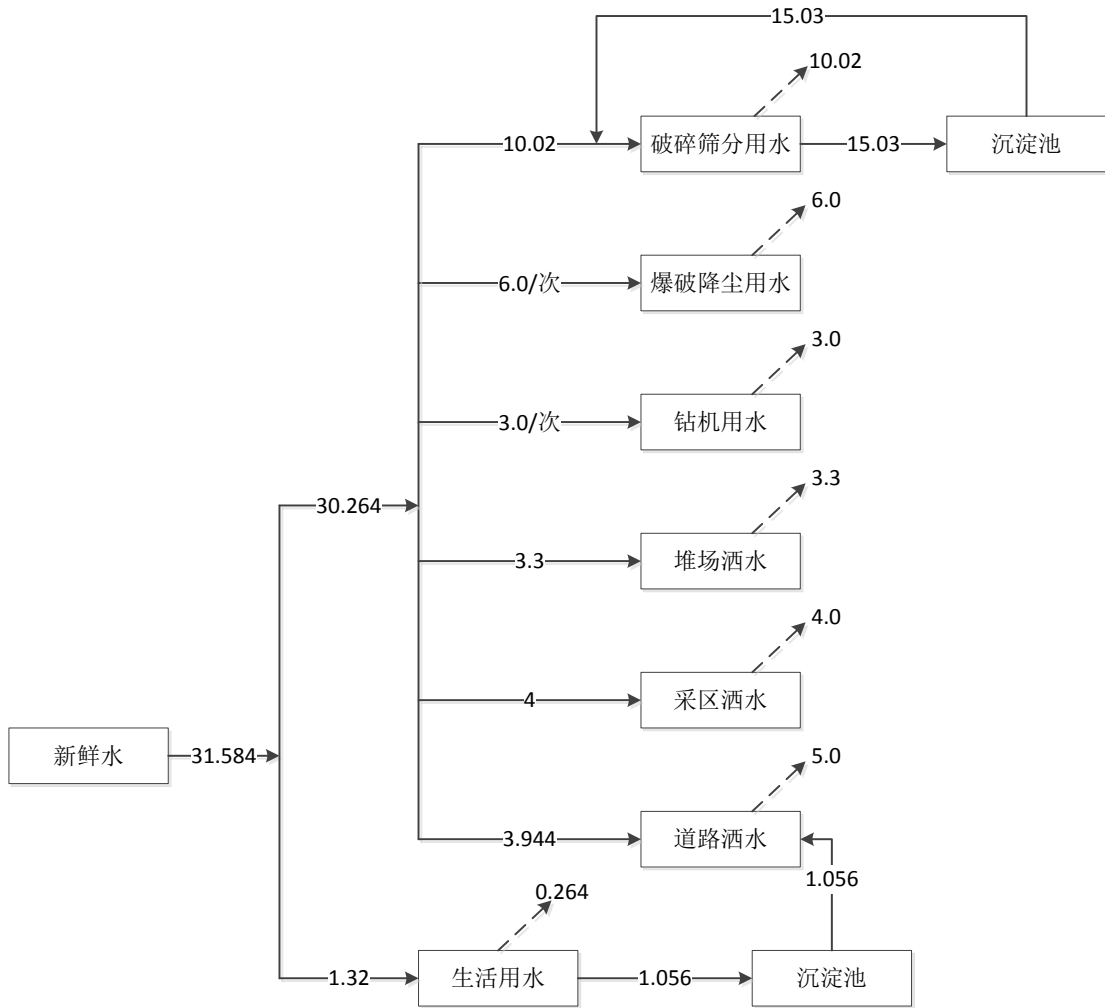 15.03
10.02
10.02
破碎筛分用水
15.03
沉淀池
6.0
6.0/次
爆破降尘用水
3.0
3.0/次
钻机用水
3.3
30.264
3.3
堆场洒水
4.0
4
采区洒水
新鲜水
31.584
5.0
3.944
道路洒水
1.056
0.264
1.32
生活用水
1.056
沉淀池